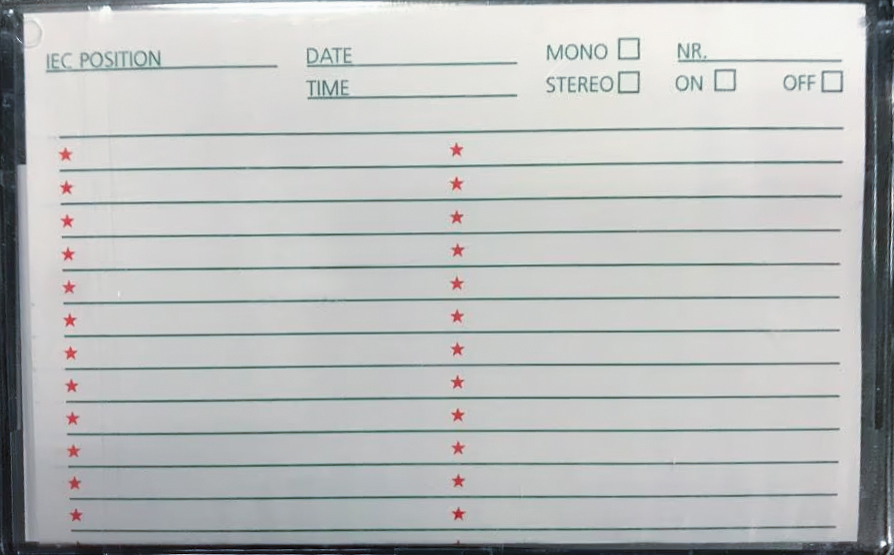 IEC POSITION DATE MONO NR.
TIME STEREO ON OFF